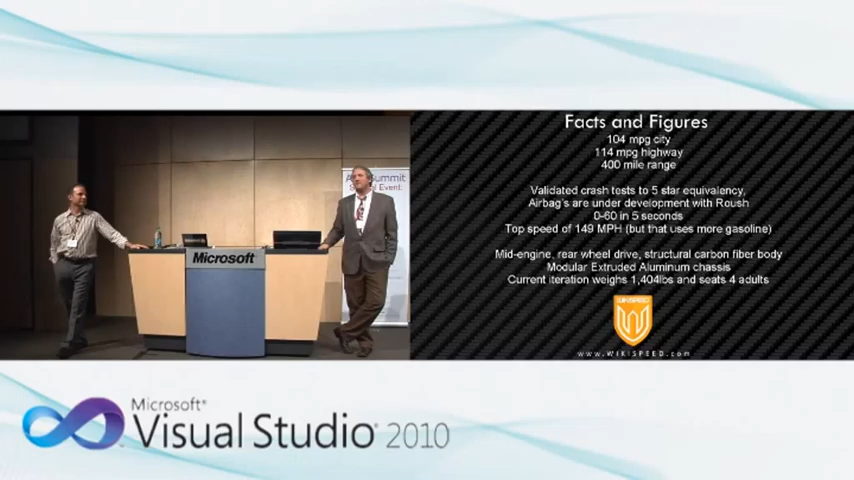 Facts and Figures
104 mpg city
114 mpg highway
400 mile range
Validated crash tests to 5 star equivalency,
Airbag's are under development with Roush
0-60 in 5 seconds
Top speed of 149 MPH (but that uses more gasoline)
Mid-engine, rear wheel drive, structural carbon fiber body
Modular Extruded Aluminum chassis
Current iteration weighs 1,404lbs and seats 4 adults
WIKISPEED
www.WIKISPEED.com
Summit
Event:
Microsoft
Microsoft®
Visual Studio® 2010